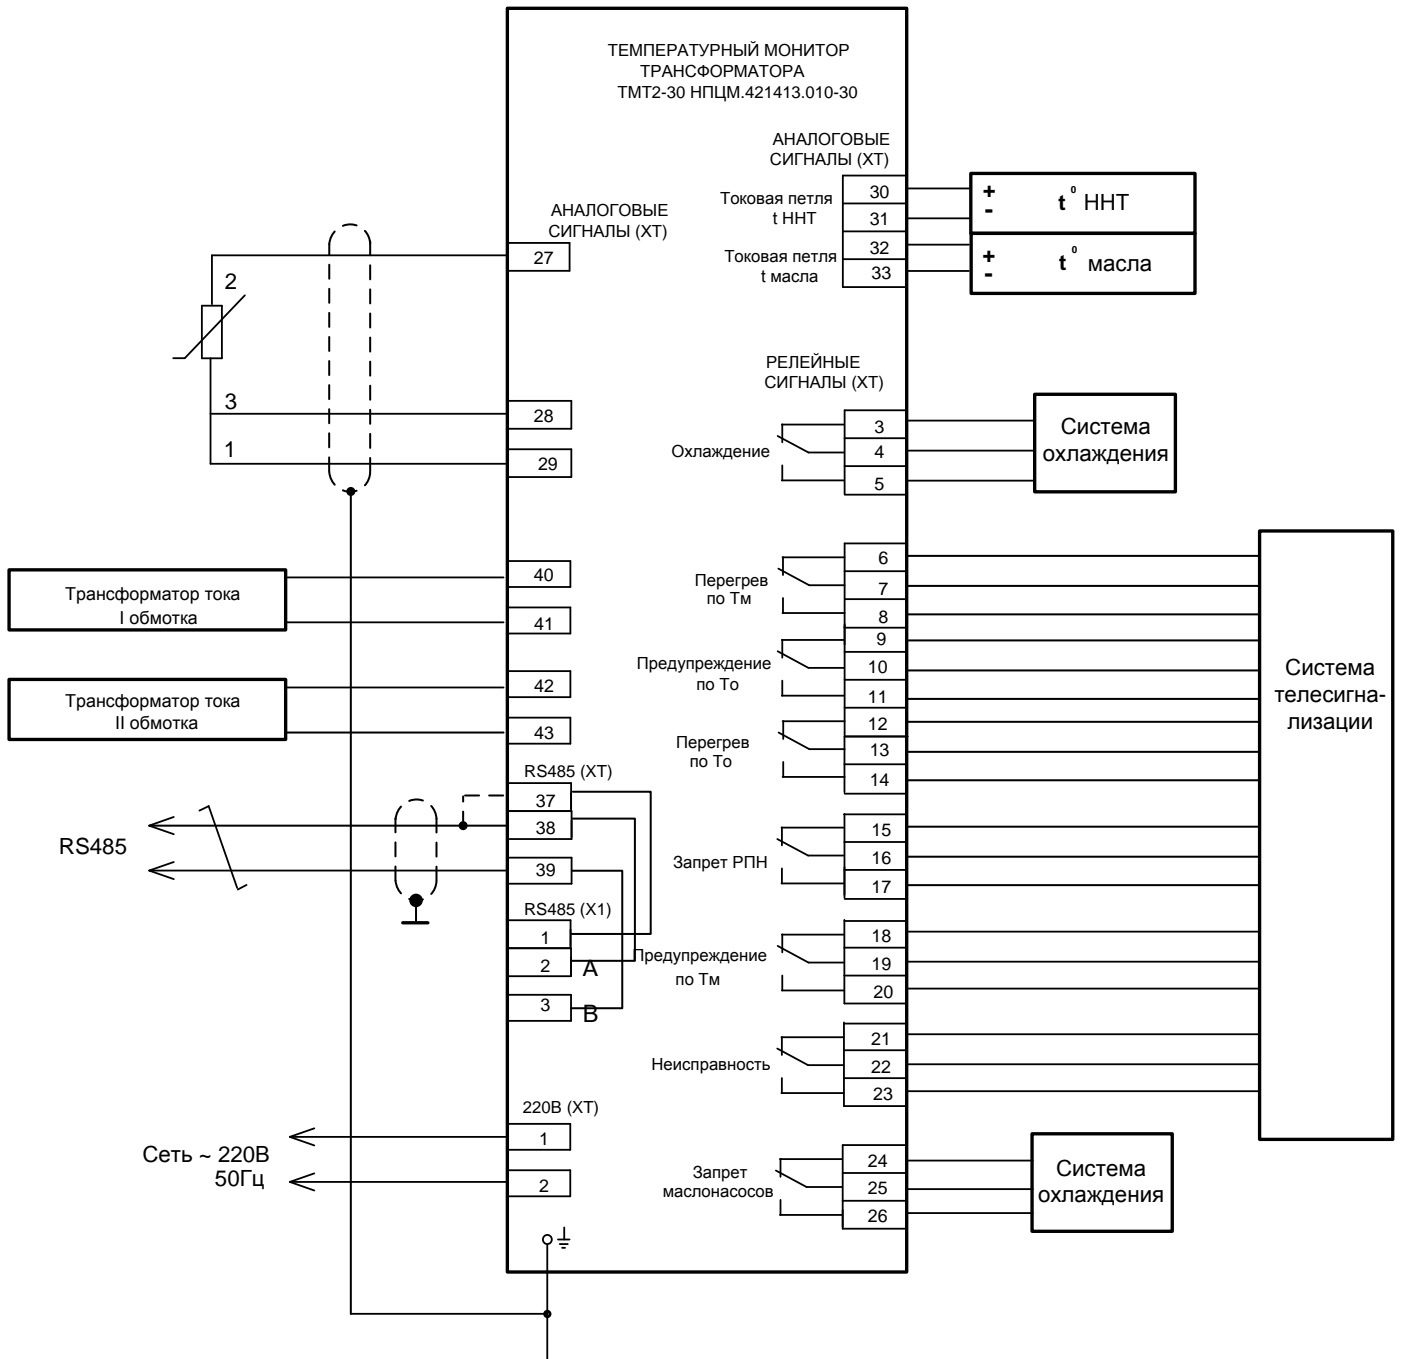 ТЕМПЕРАТУРНЫЙ МОНИТОР
ТРАНСФОРМАТОРА
ТМТ2-30 НПЦМ.421413.010-30
АНАЛОГОВЫЕ
СИГНАЛЫ (ХТ)
27
2
3
1
28
29
Трансформатор тока
I обмотка
40
41
Трансформатор тока
II обмотка
42
43
RS485 (XT)
37
38
39
RS485
RS485 (X1)
1
2
A
3
B
220В (ХТ)
1
2
Сеть ~ 220В
50Гц
АНАЛОГОВЫЕ
СИГНАЛЫ (ХТ)
Токовая петля
t ННТ
30
31
+
-
t⁰ ННТ
Токовая петля
t масла
32
33
+
-
t⁰ масла
РЕЛЕЙНЫЕ
СИГНАЛЫ (ХТ)
Охлаждение
3
4
5
Система
охлаждения
Перегрев
по Тм
6
7
8
Предупреждение
по То
9
10
11
Перегрев
по То
12
13
14
Запрет РПН
15
16
17
Предупреждение
по Тм
18
19
20
Неисправность
21
22
23
Система
телесигна-
лизации
Запрет
маслонасосов
24
25
26
Система
охлаждения